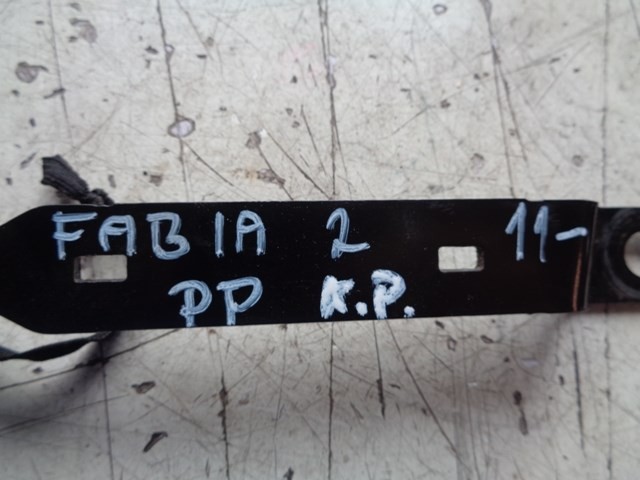 FABIA 2 11-
PP K.P.